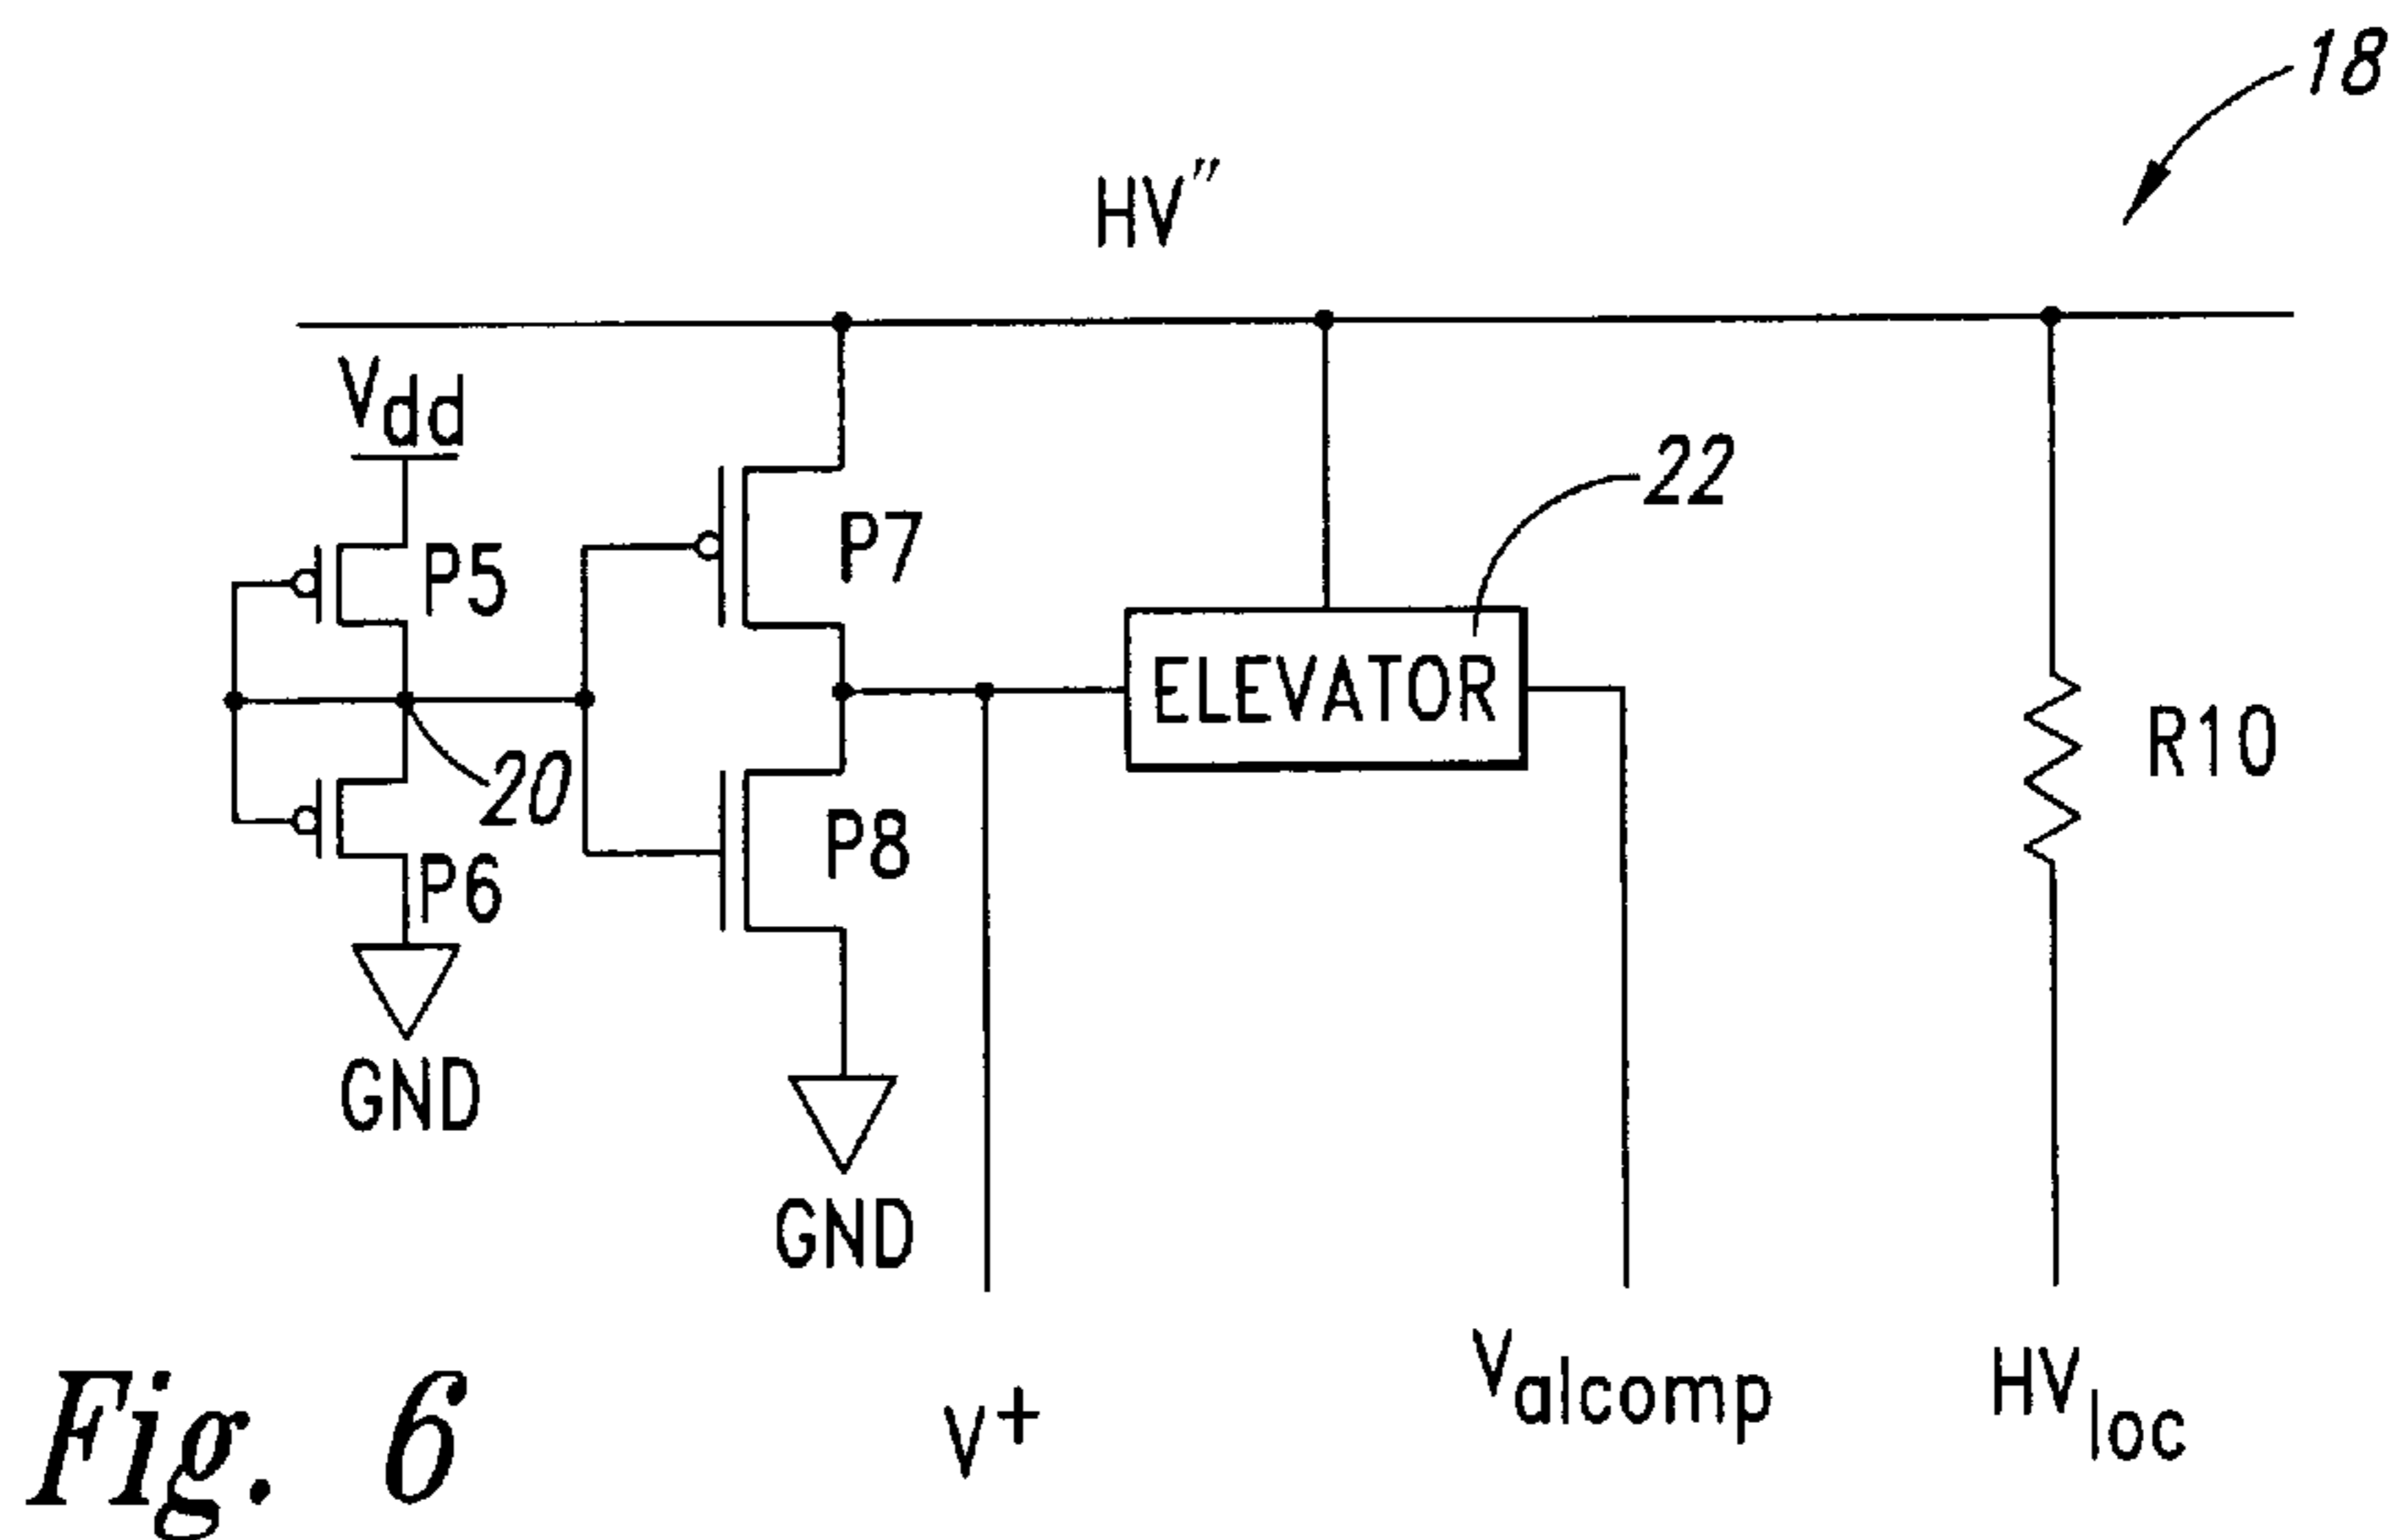 18
HV"
Vdd
22
P5
P7
ELEVATOR
R10
20
P8
P6
GND
GND
Valcomp
HVloc
V+
Fig. 6